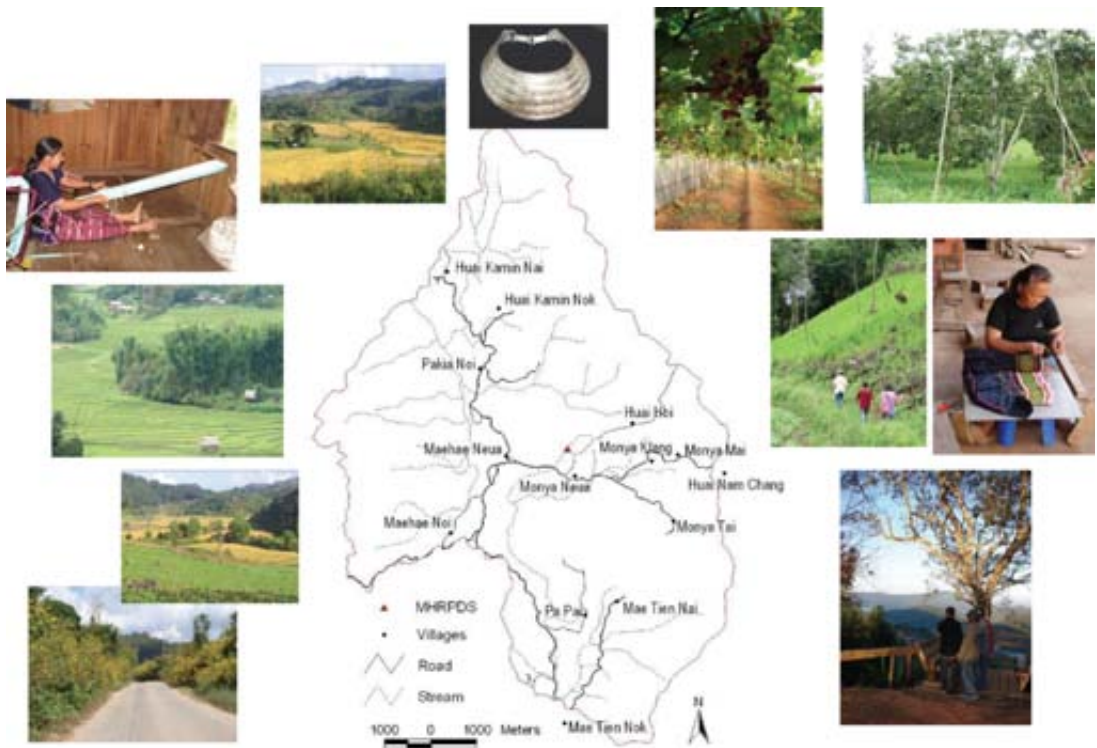 Huai Kamin Nai
Huai Kamin Nok
Pakia Noi
Huai Hoi
Maehae Neua
Monya Klang
Monya Mai
Monya Neua
Huai Nam Chang
Maehae Noi
Monya Tai
MHRPDS
Pa Pai
Mae Tien Nai
Villages
Road
Stream
N
1000 0 1000 Meters
Mae Tien Nok